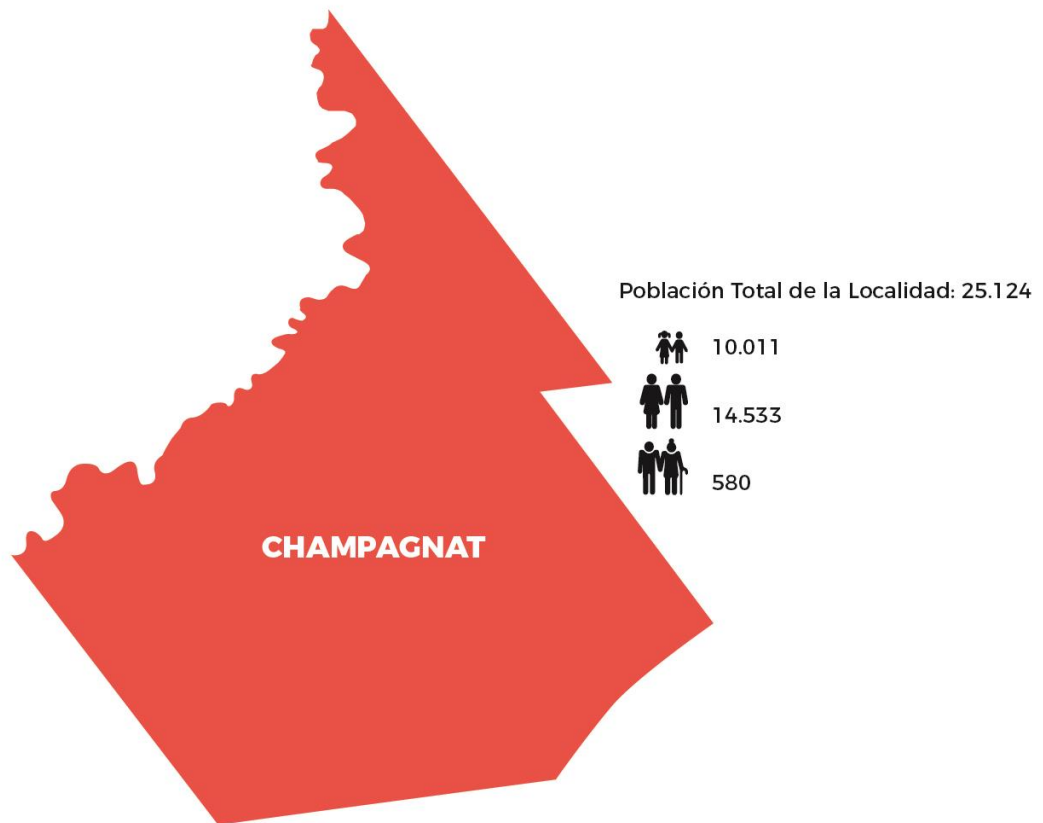 Población Total de la Localidad: 25.124
10.011
14.533
580
CHAMPAGNAT